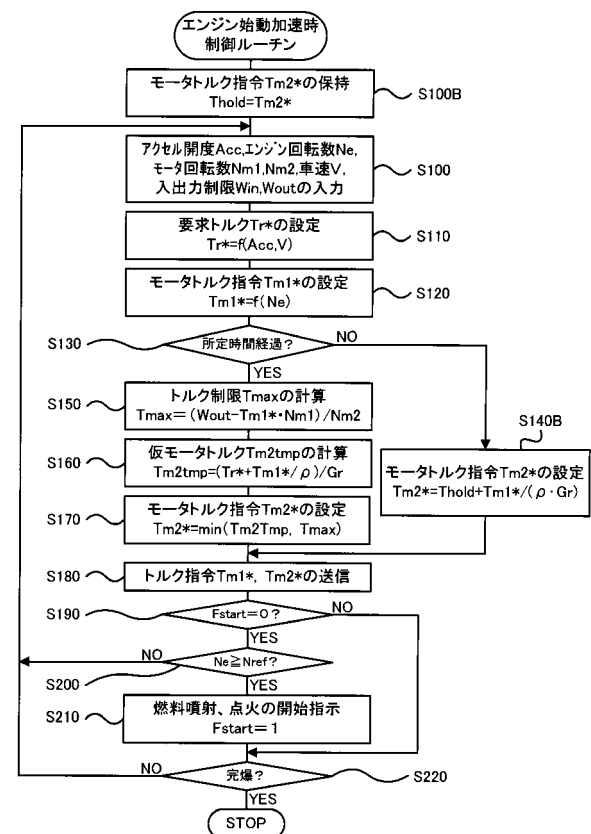 エンジン始動加速時
制御ルーチン
モータトルク指令Tm2*の保持
Thold=Tm2*
S100B
アクセル開度Acc,エンジン回転数Ne,
モータ回転数Nm1,Nm2,車速V,
入出力制限Win,Woutの入力
S100
要求トルクTr*の設定
Tr*=f(Acc,V)
S110
モータトルク指令Tm1*の設定
Tm1*=f(Ne)
S120
S130
所定時間経過?
NO
YES
S150
トルク制限Tmaxの計算
Tmax=(Wout-Tm1*・Nm1)/Nm2
S140B
モータトルク指令Tm2*の設定
Tm2*=Thold+Tm1*/(ρ・Gr)
S160
仮モータトルクTm2tmpの計算
Tm2tmp=(Tr*+Tm1*/ρ)/Gr
S170
モータトルク指令Tm2*の設定
Tm2*=min(Tm2Tmp, Tmax)
S180
トルク指令Tm1*, Tm2*の送信
S190
Fstart=0?
NO
YES
NO
Ne≧Nref?
S200
YES
S210
燃料噴射、点火の開始指示
Fstart=1
NO
完爆?
S220
YES
STOP